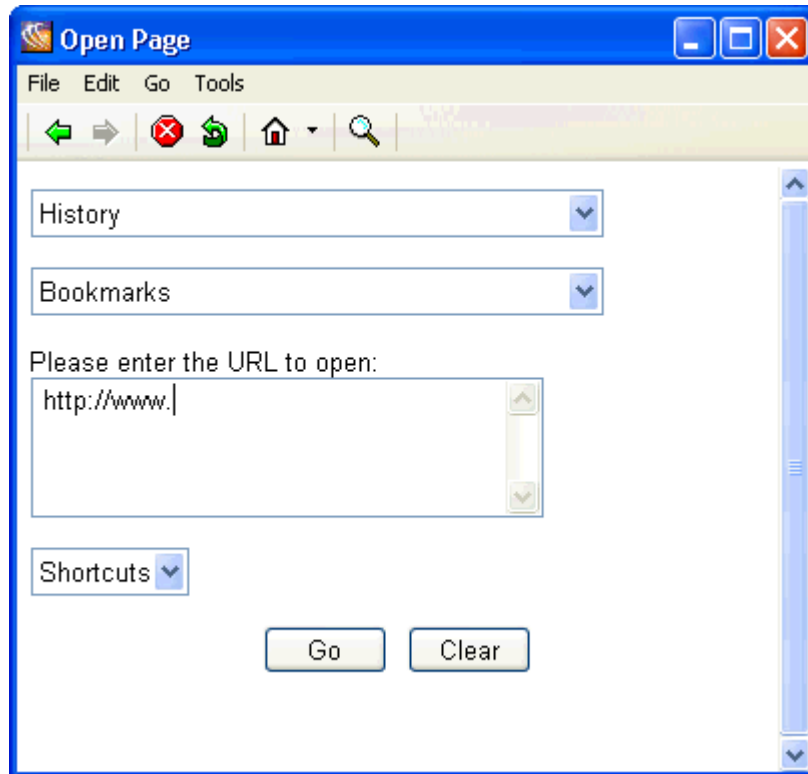 Open Page
File Edit Go Tools
History
Bookmarks
Please enter the URL to open:
http://www.
Shortcuts
Go Clear